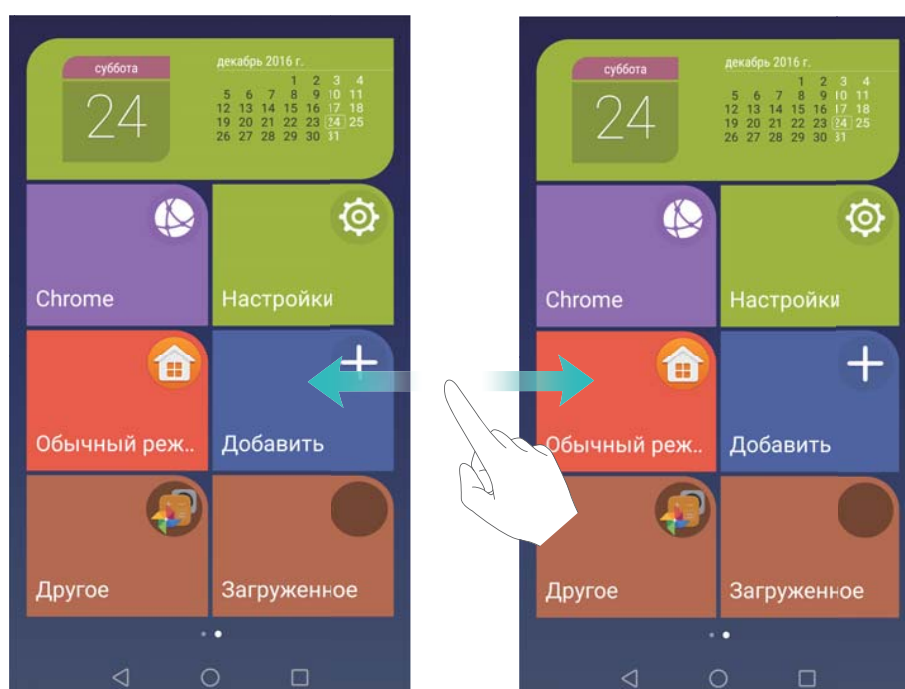 суббота
24
декабрь 2016 г.
1 2 3 4
5 6 7 8 9 10 11
12 13 14 15 16 17 18
19 20 21 22 23 24 25
26 27 28 29 30 31
Chrome
Настройки
Обычный реж..
Добавить
Другое
Загруженное
суббота
24
декабрь 2016 г.
1 2 3 4
5 6 7 8 9 10 11
12 13 14 15 16 17 18
19 20 21 22 23 24 25
26 27 28 29 30 31
Chrome
Настройки
Обычный реж..
Добавить
Другое
Загруженное